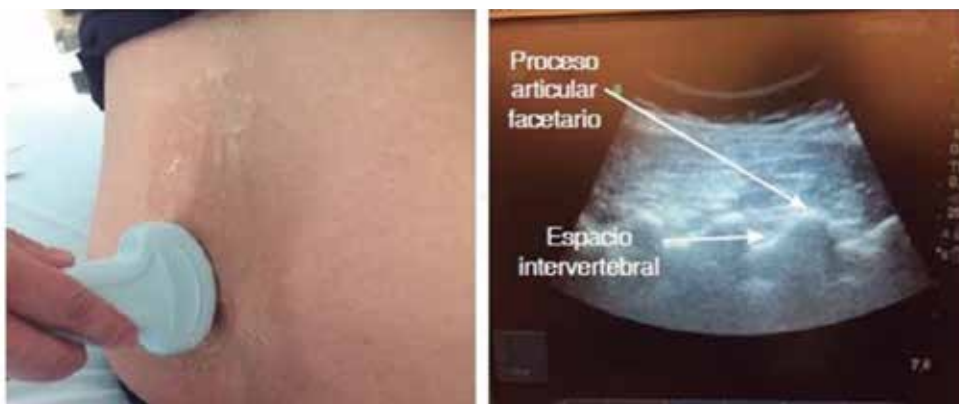 Proceso
articular
facetario
Espacio
intervertebral